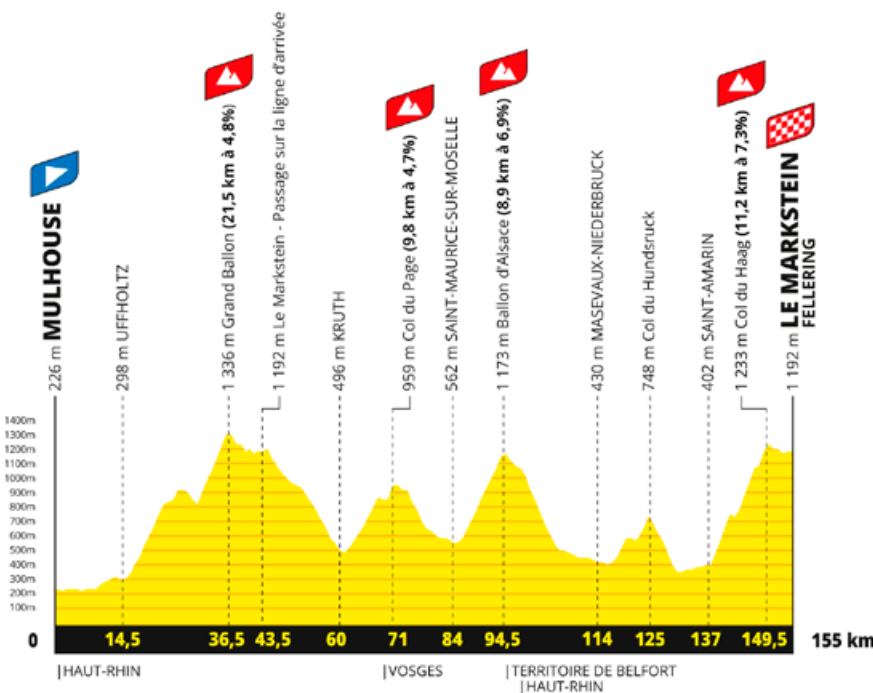 226 m MULHOUSE
298 m UFFHOLTZ
1 336 m Grand Ballon (21,5 km à 4,8%)
1 192 m Le Markstein - Passage sur la ligne d'arrivée
496 m KRUTH
959 m Col du Page (9,8 km à 4,7%)
562 m SAINT-MAURICE-SUR-MOSELLE
1 173 m Ballon d'Alsace (8,9 km à 6,9%)
430 m MASEVAUX-NIEDERBRUCK
748 m Col du Hundsruck
402 m SAINT-AMARIN
1 233 m Col du Haag (11,2 km à 7,3%)
1 192 m LE MARKSTEIN
FELLERING
1400m
1300m
1200m
1100m
1000m
900m
800m
700m
600m
500m
400m
300m
200m
100m
0 14,5 36,5 43,5 60 71 84 94,5 114 125 137 149,5 155 km
|HAUT-RHIN |VOSGES |TERRITOIRE DE BELFORT
|HAUT-RHIN